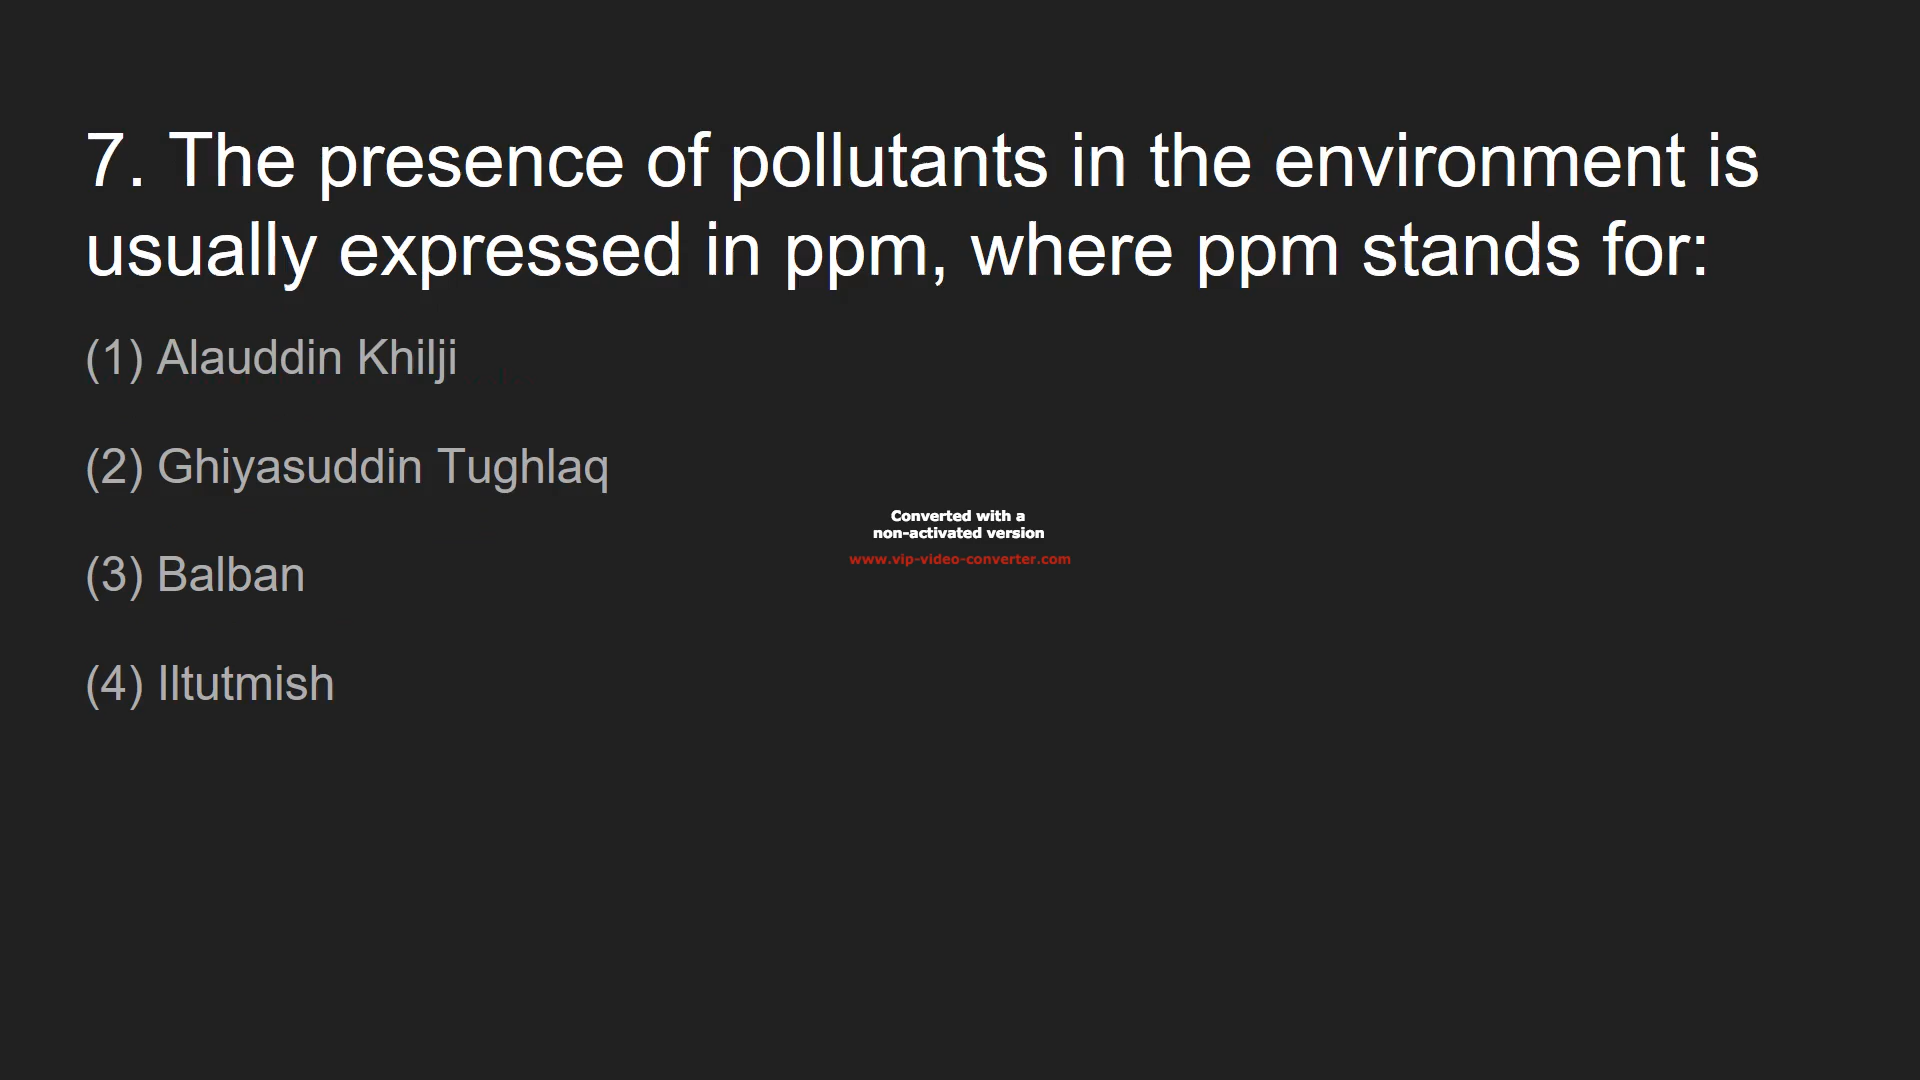 7. The presence of pollutants in the environment is
usually expressed in ppm, where ppm stands for:
(1) Alauddin Khilji
(2) Ghiyasuddin Tughlaq
Converted with a
non-activated version
www.vip-video-converter.com
(3) Balban
(4) Iltutmish